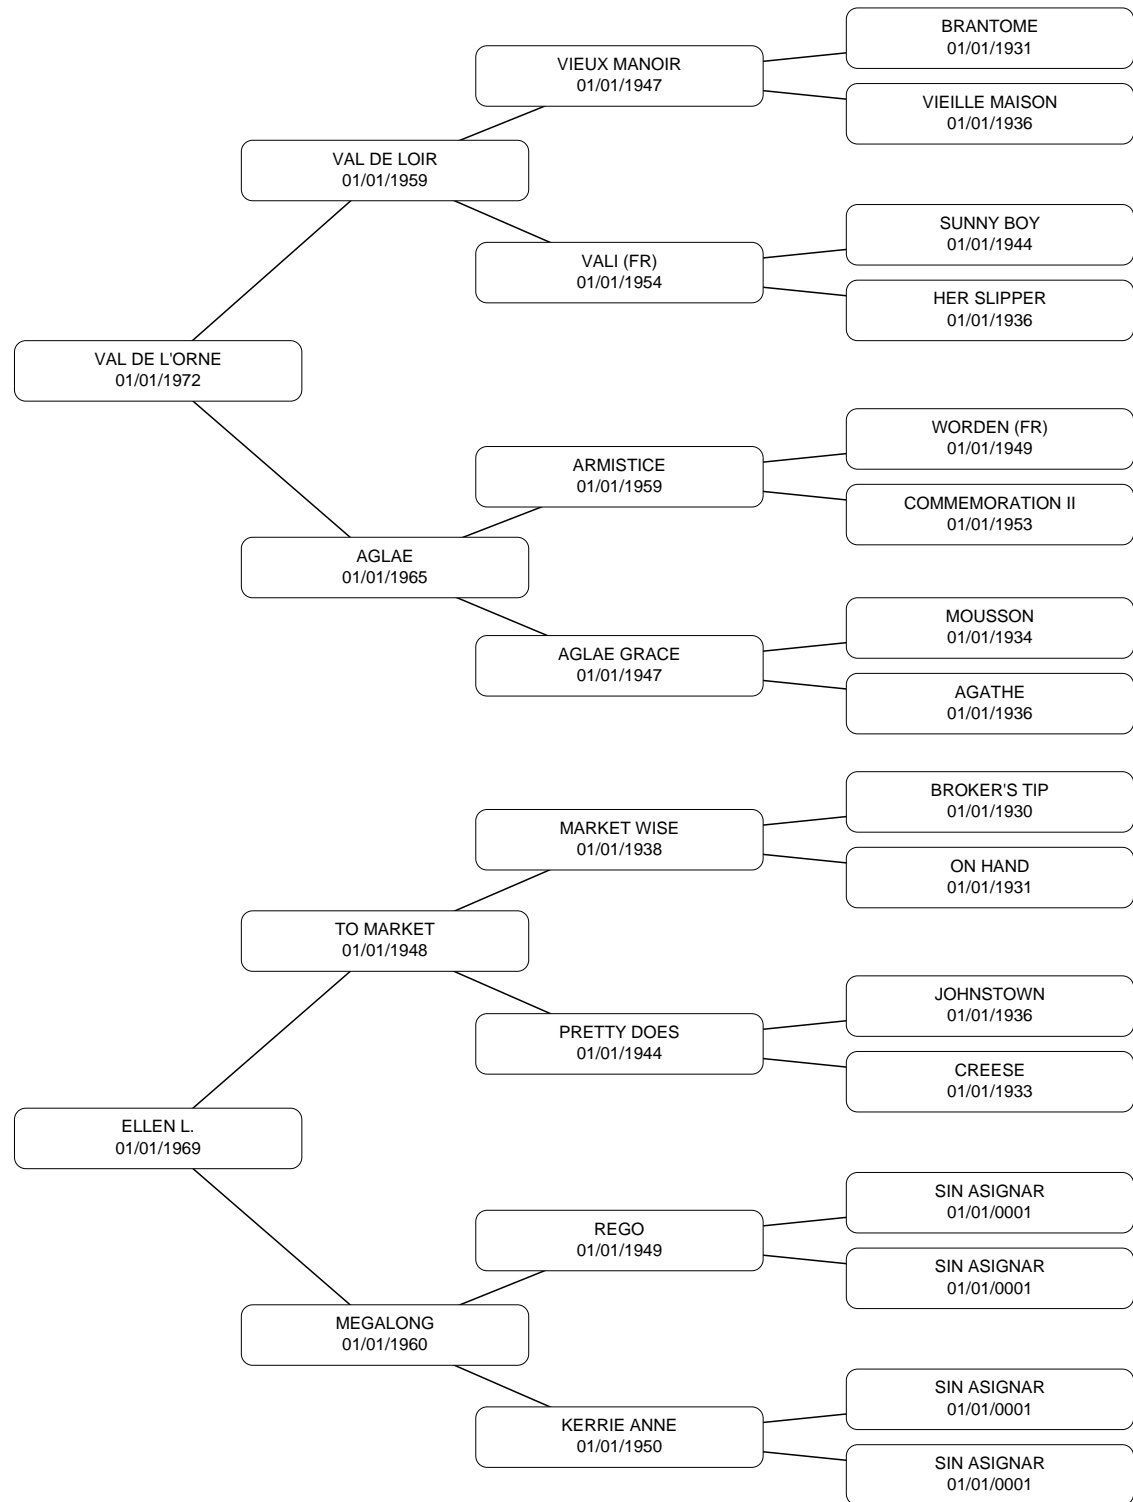 BRANTOME
01/01/1931
VIEUX MANOIR
01/01/1947
VIEILLE MAISON
01/01/1936
VAL DE LOIR
01/01/1959
SUNNY BOY
01/01/1944
VALI (FR)
01/01/1954
HER SLIPPER
01/01/1936
VAL DE L'ORNE
01/01/1972
WORDEN (FR)
01/01/1949
ARMISTICE
01/01/1959
COMMEMORATION II
01/01/1953
AGLAE
01/01/1965
MOUSSON
01/01/1934
AGLAE GRACE
01/01/1947
AGATHE
01/01/1936
BROKER'S TIP
01/01/1930
MARKET WISE
01/01/1938
ON HAND
01/01/1931
TO MARKET
01/01/1948
JOHNSTOWN
01/01/1936
PRETTY DOES
01/01/1944
CREESE
01/01/1933
ELLEN L.
01/01/1969
SIN ASIGNAR
01/01/0001
REGO
01/01/1949
SIN ASIGNAR
01/01/0001
MEGALONG
01/01/1960
SIN ASIGNAR
01/01/0001
KERRIE ANNE
01/01/1950
SIN ASIGNAR
01/01/0001